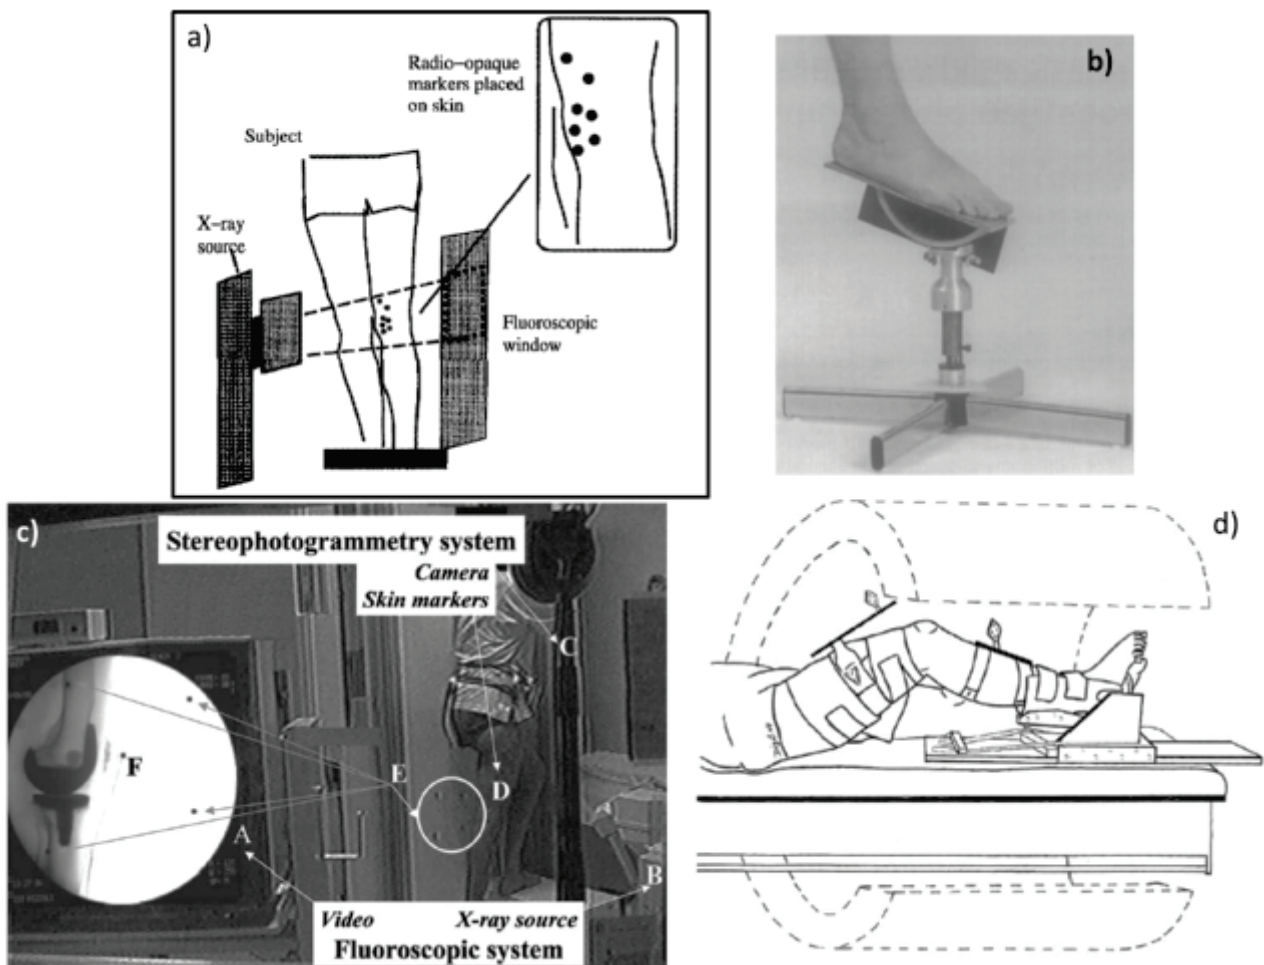 a)
Radio-opaque
markers placed
on skin
Subject
X-ray
source
Fluoroscopic
window
b)
c)
Stereophotogrammetry system
Camera
Skin markers
C
F
E
D
A
B
Video X-ray source
Fluoroscopic system
d)